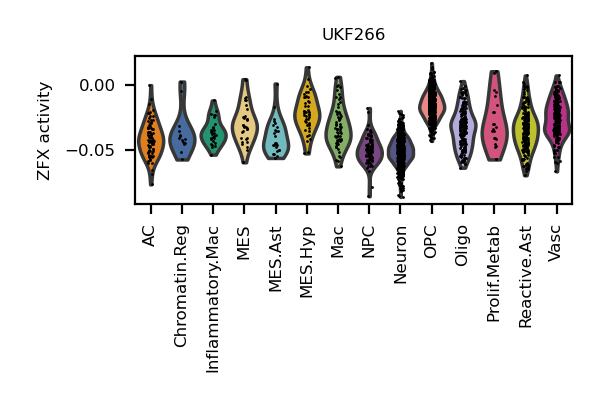 UKF266
ZFX activity
0.00
−0.05
AC
Chromatin.Reg
Inflammatory.Mac
MES
MES.Ast
MES.Hyp
Mac
NPC
Neuron
OPC
Oligo
Prolif.Metab
Reactive.Ast
Vasc